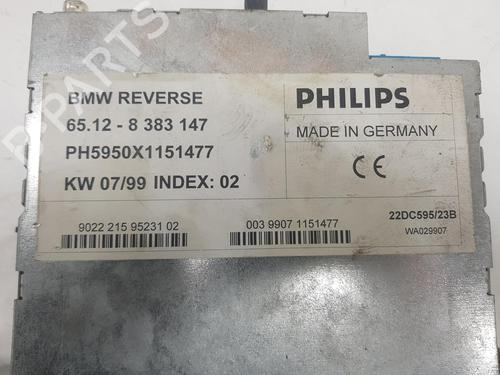 BMW REVERSE
65.12 - 8 383 147
PH5950X1151477
KW 07/99 INDEX: 02
PHILIPS
MADE IN GERMANY
CE
9022 215 95231 02
003 9907 1151477
22DC595/23B
WA029907
B-PARTS